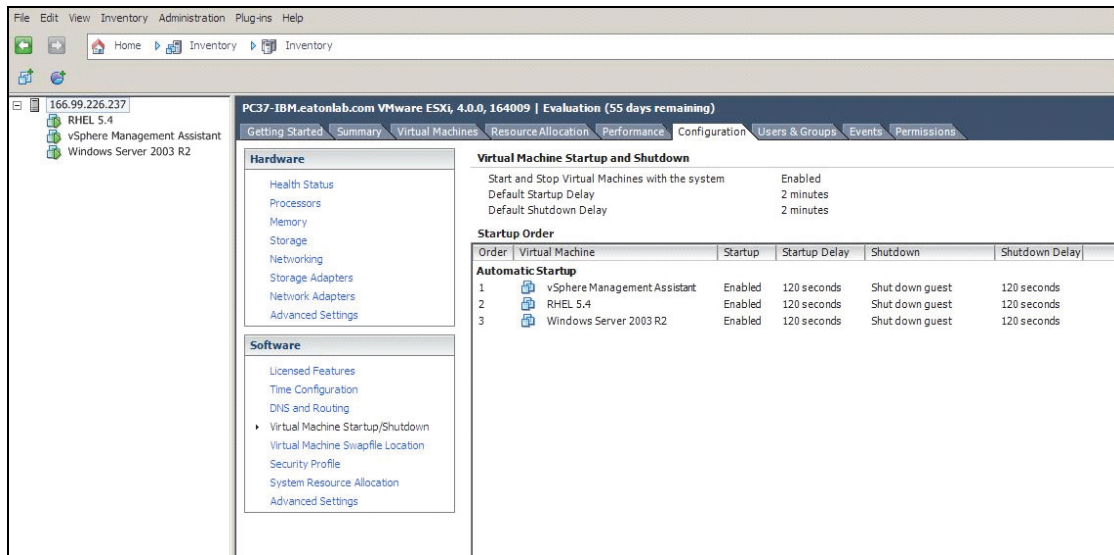 File Edit View Inventory Administration Plug-ins Help
Home Inventory Inventory
166.99.226.237
RHEL 5.4
vSphere Management Assistant
Windows Server 2003 R2
PC37-IBM.eatonlab.com VMware ESXi, 4.0.0, 164009 | Evaluation (55 days remaining)
Getting Started Summary Virtual Machines Resource Allocation Performance Configuration Users & Groups Events Permissions
Hardware
Health Status
Processors
Memory
Storage
Networking
Storage Adapters
Network Adapters
Advanced Settings
Software
Licensed Features
Time Configuration
DNS and Routing
Virtual Machine Startup/Shutdown
Virtual Machine Swapfile Location
Security Profile
System Resource Allocation
Advanced Settings
Virtual Machine Startup and Shutdown
Start and Stop Virtual Machines with the system Enabled
Default Startup Delay 2 minutes
Default Shutdown Delay 2 minutes
Startup Order
Order Virtual Machine Startup Startup Delay Shutdown Shutdown Delay
Automatic Startup
1 vSphere Management Assistant Enabled 120 seconds Shut down guest 120 seconds
2 RHEL 5.4 Enabled 120 seconds Shut down guest 120 seconds
3 Windows Server 2003 R2 Enabled 120 seconds Shut down guest 120 seconds